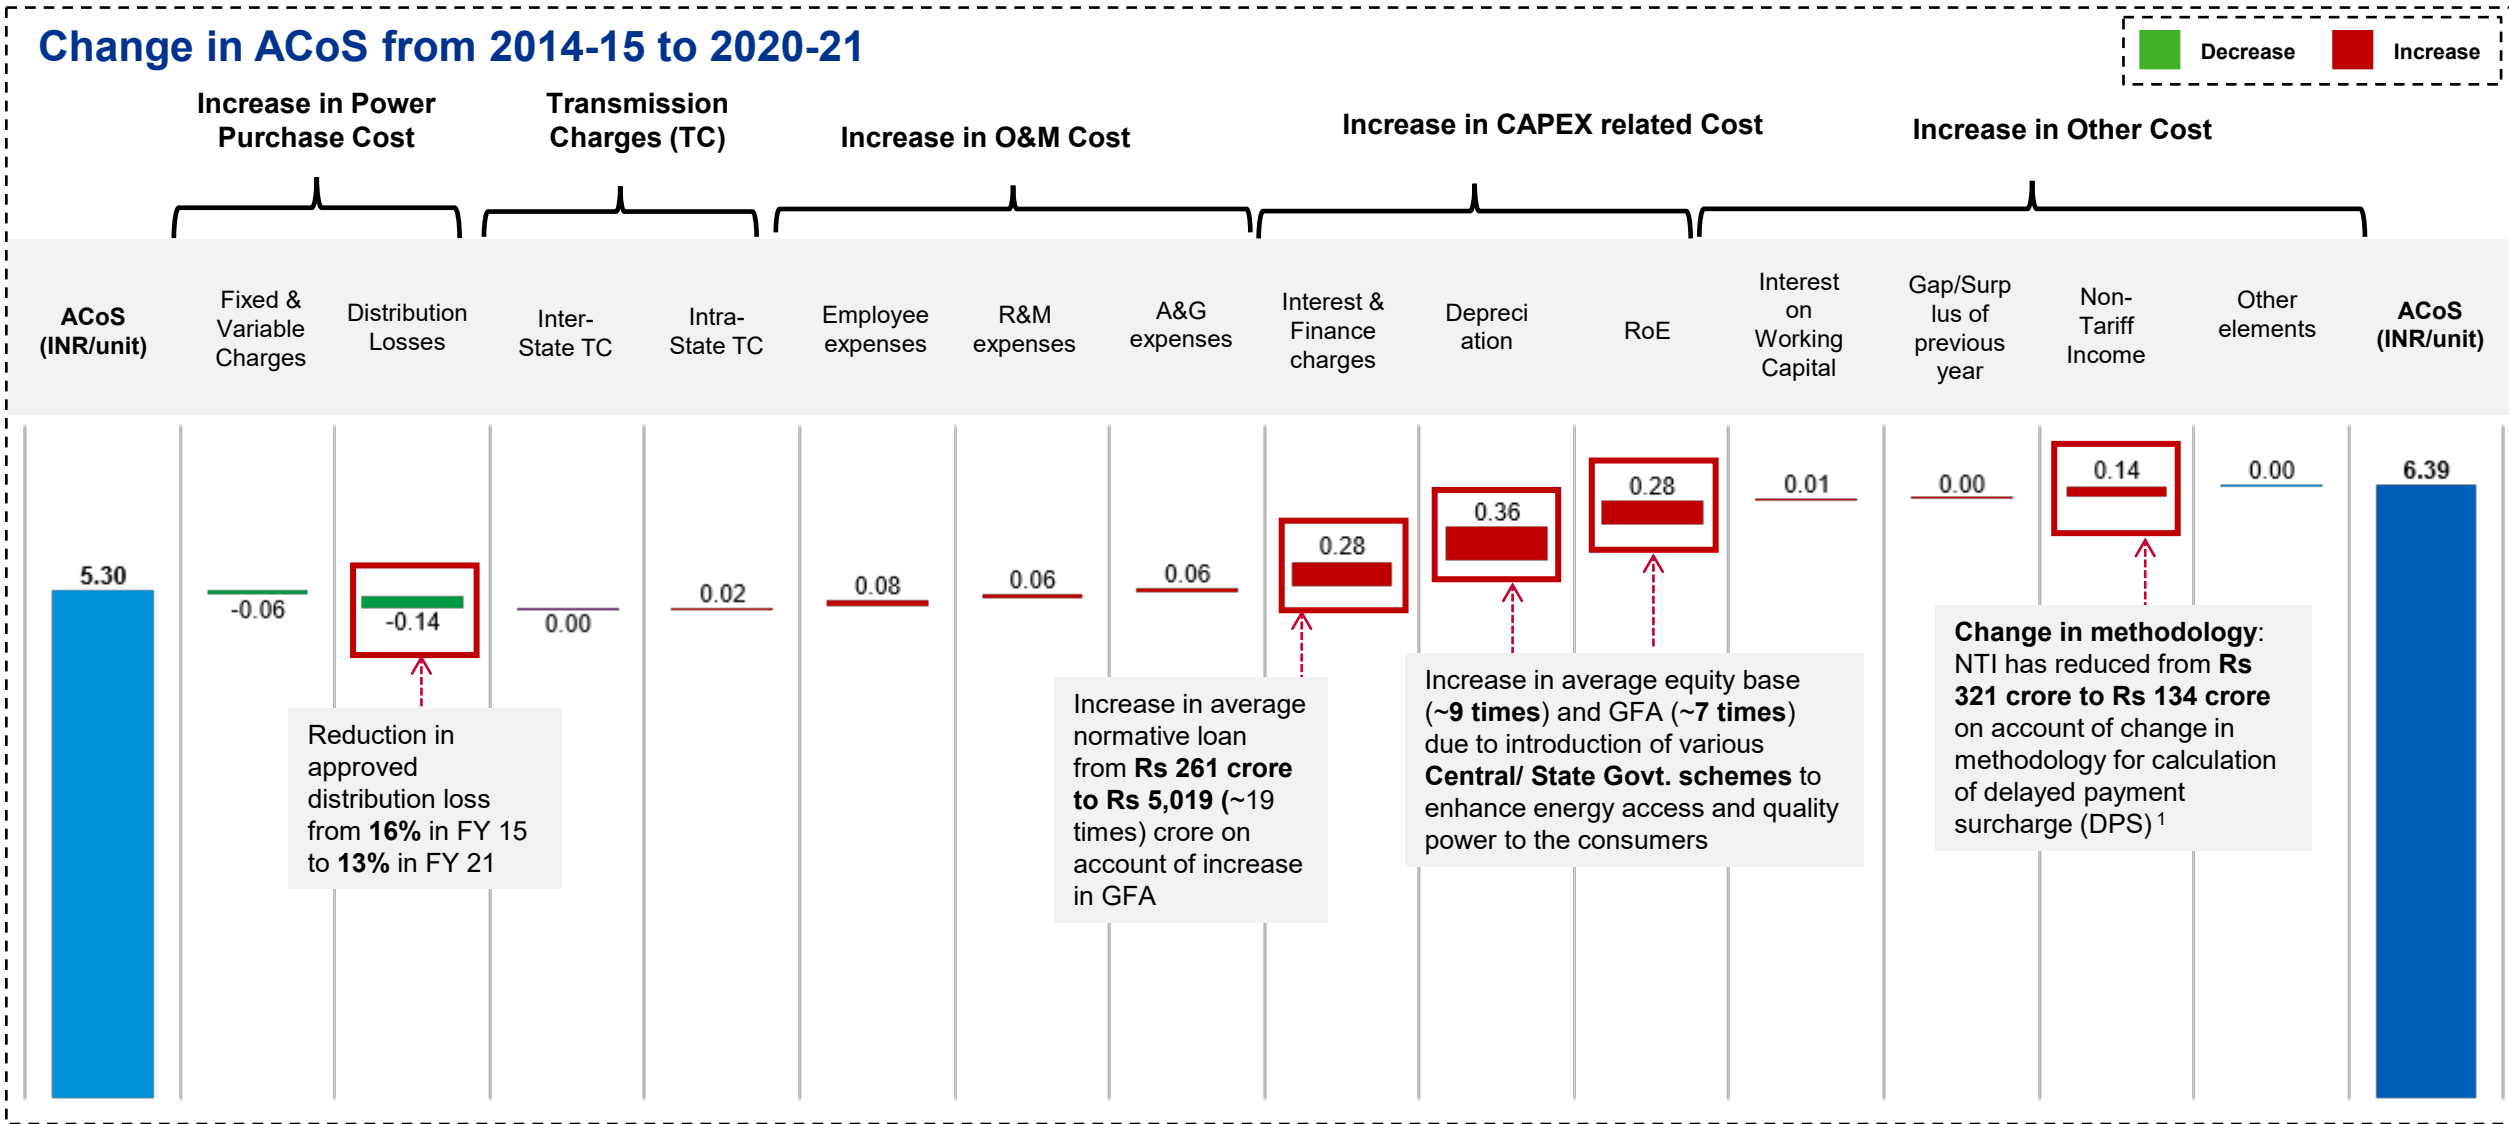 Change in ACoS from 2014-15 to 2020-21
Decrease
Increase
Increase in Power
Purchase Cost
Transmission
Charges (TC)
Increase in O&M Cost
Increase in CAPEX related Cost
Increase in Other Cost
ACoS
(INR/unit)
Fixed &
Variable
Charges
Distribution
Losses
Inter-
State TC
Intra-
State TC
Employee
expenses
R&M
expenses
A&G
expenses
Interest &
Finance
charges
Depreci
ation
RoE
Interest
on
Working
Capital
Gap/Surp
lus of
previous
year
Non-
Tariff
Income
Other
elements
ACoS
(INR/unit)
5.30
-0.06
-0.14
0.00
0.02
0.08
0.06
0.06
0.28
0.36
0.28
0.01
0.00
0.14
0.00
6.39
Reduction in
approved
distribution loss
from 16% in FY 15
to 13% in FY 21
Increase in average
normative loan
from Rs 261 crore
to Rs 5,019 (~19
times) crore on
account of increase
in GFA
Increase in average equity base
(~9 times) and GFA (~7 times)
due to introduction of various
Central/ State Govt. schemes to
enhance energy access and quality
power to the consumers
Change in methodology:
NTI has reduced from Rs
321 crore to Rs 134 crore
on account of change in
methodology for calculation
of delayed payment
surcharge (DPS) 1